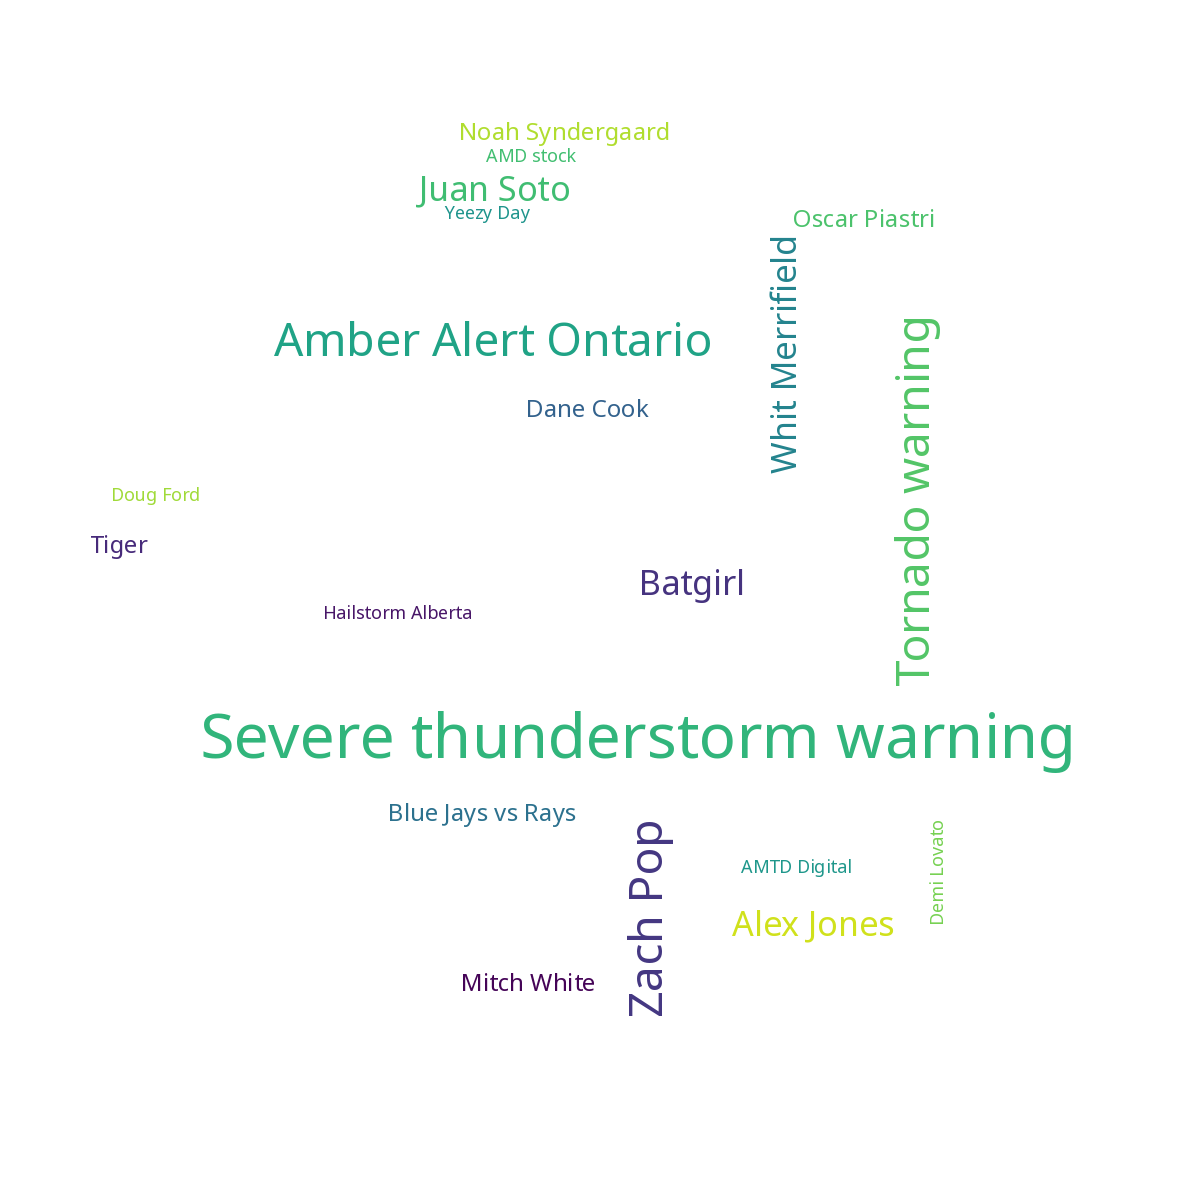 Noah Syndergaard
AMD stock
Juan Soto
Yeezy Day
Oscar Piastri
Whit Merrifield
Amber Alert Ontario
Tornado warning
Dane Cook
Doug Ford
Tiger
Batgirl
Hailstorm Alberta
Severe thunderstorm warning
Blue Jays vs Rays
Zach Pop
AMTD Digital
Demi Lovato
Alex Jones
Mitch White